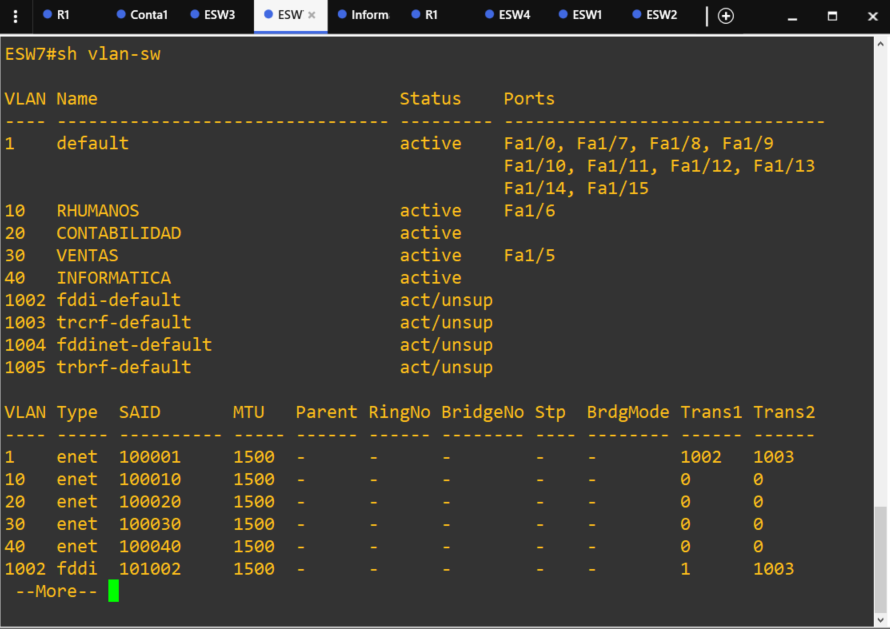 R1 Conta1 ESW3 ESW Inform R1 ESW4 ESW1 ESW2
ESW7#sh vlan-sw
VLAN Name Status Ports
---- -------------------------------- --------- -------------------------------
1 default active Fa1/0, Fa1/7, Fa1/8, Fa1/9
Fa1/10, Fa1/11, Fa1/12, Fa1/13
Fa1/14, Fa1/15
10 RHUMANOS active Fa1/6
20 CONTABILIDAD active
30 VENTAS active Fa1/5
40 INFORMATICA active
1002 fddi-default act/unsup
1003 trcrf-default act/unsup
1004 fddinet-default act/unsup
1005 trbrf-default act/unsup
VLAN Type SAID MTU Parent RingNo BridgeNo Stp BrdgMode Trans1 Trans2
---- ----- ---------- ----- ------ ------ -------- ---- -------- ------ ------
1 enet 100001 1500 - - - - - 1002 1003
10 enet 100010 1500 - - - - - 0 0
20 enet 100020 1500 - - - - - 0 0
30 enet 100030 1500 - - - - - 0 0
40 enet 100040 1500 - - - - - 0 0
1002 fddi 101002 1500 - - - - - 1 1003
--More--